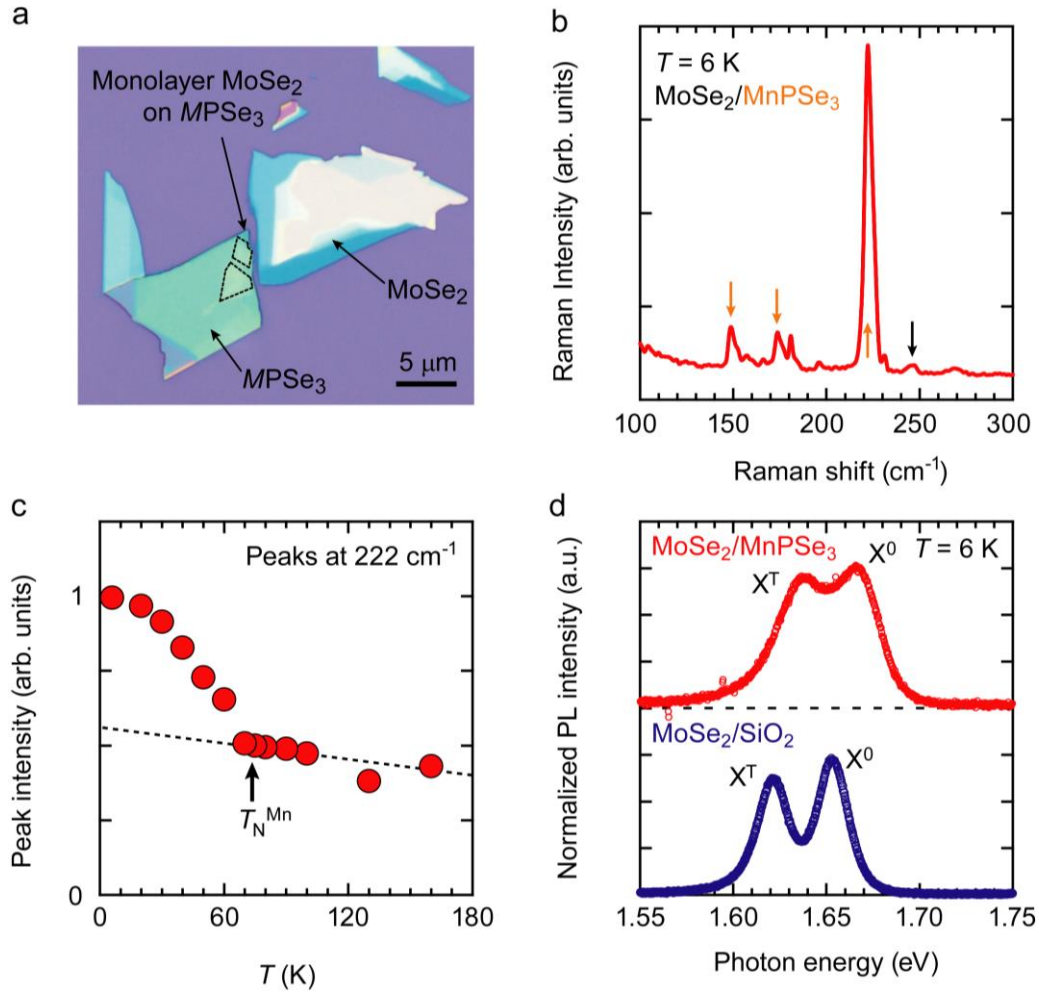 a
Monolayer MoSe₂
on MPSe₃
MoSe₂
MPSe₃
5 μm
b
T = 6 K
MoSe₂/MnPSe₃
Raman Intensity (arb. units)
100 150 200 250 300
Raman shift (cm⁻¹)
c
Peaks at 222 cm⁻¹
Peak intensity (arb. units)
1
0
T_N^Mn
0 60 120 180
T (K)
d
MoSe₂/MnPSe₃ T = 6 K
X^T X⁰
MoSe₂/SiO₂
X^T X⁰
Normalized PL intensity (a.u.)
1.55 1.60 1.65 1.70 1.75
Photon energy (eV)